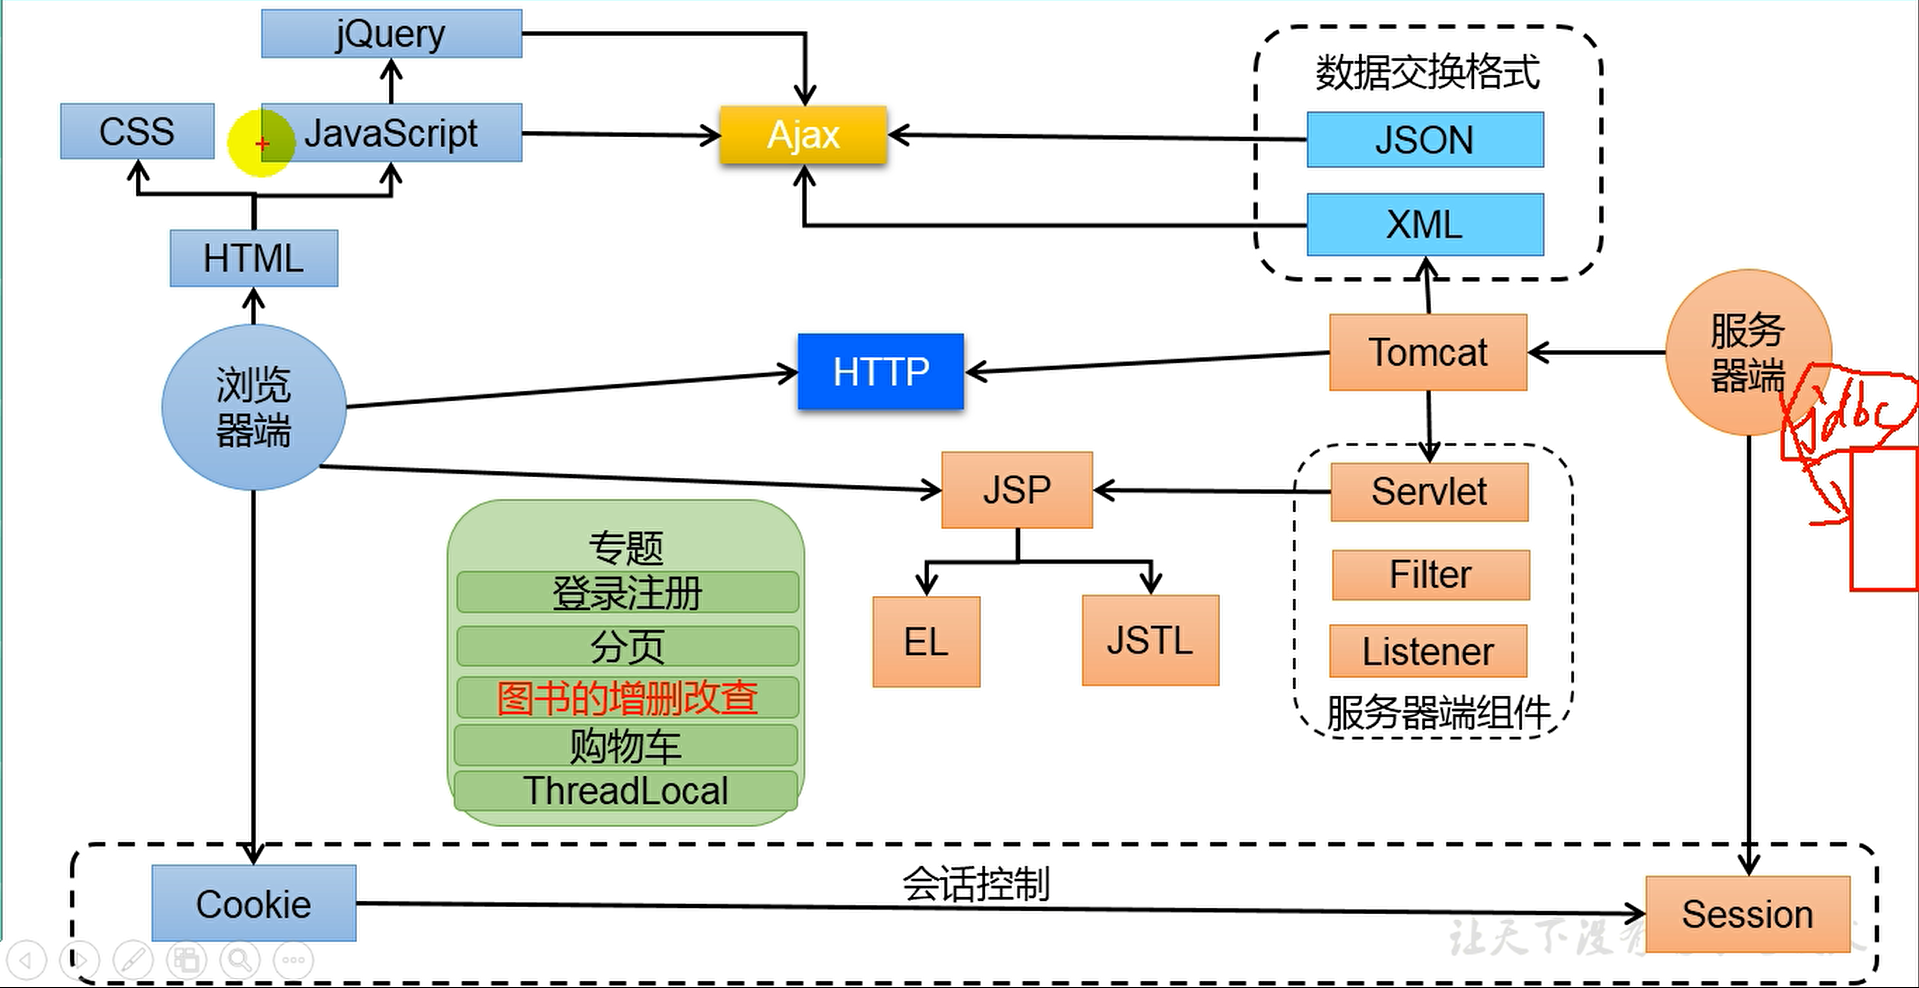 jQuery
数据交换格式
CSS
JavaScript
Ajax
JSON
XML
HTML
浏览
器端
HTTP
Tomcat
服务
器端
jdbc
JSP
Servlet
专题
登录注册
分页
图书的增删改查
购物车
ThreadLocal
EL
JSTL
Filter
Listener
服务器端组件
会话控制
Cookie
Session
让天下没有